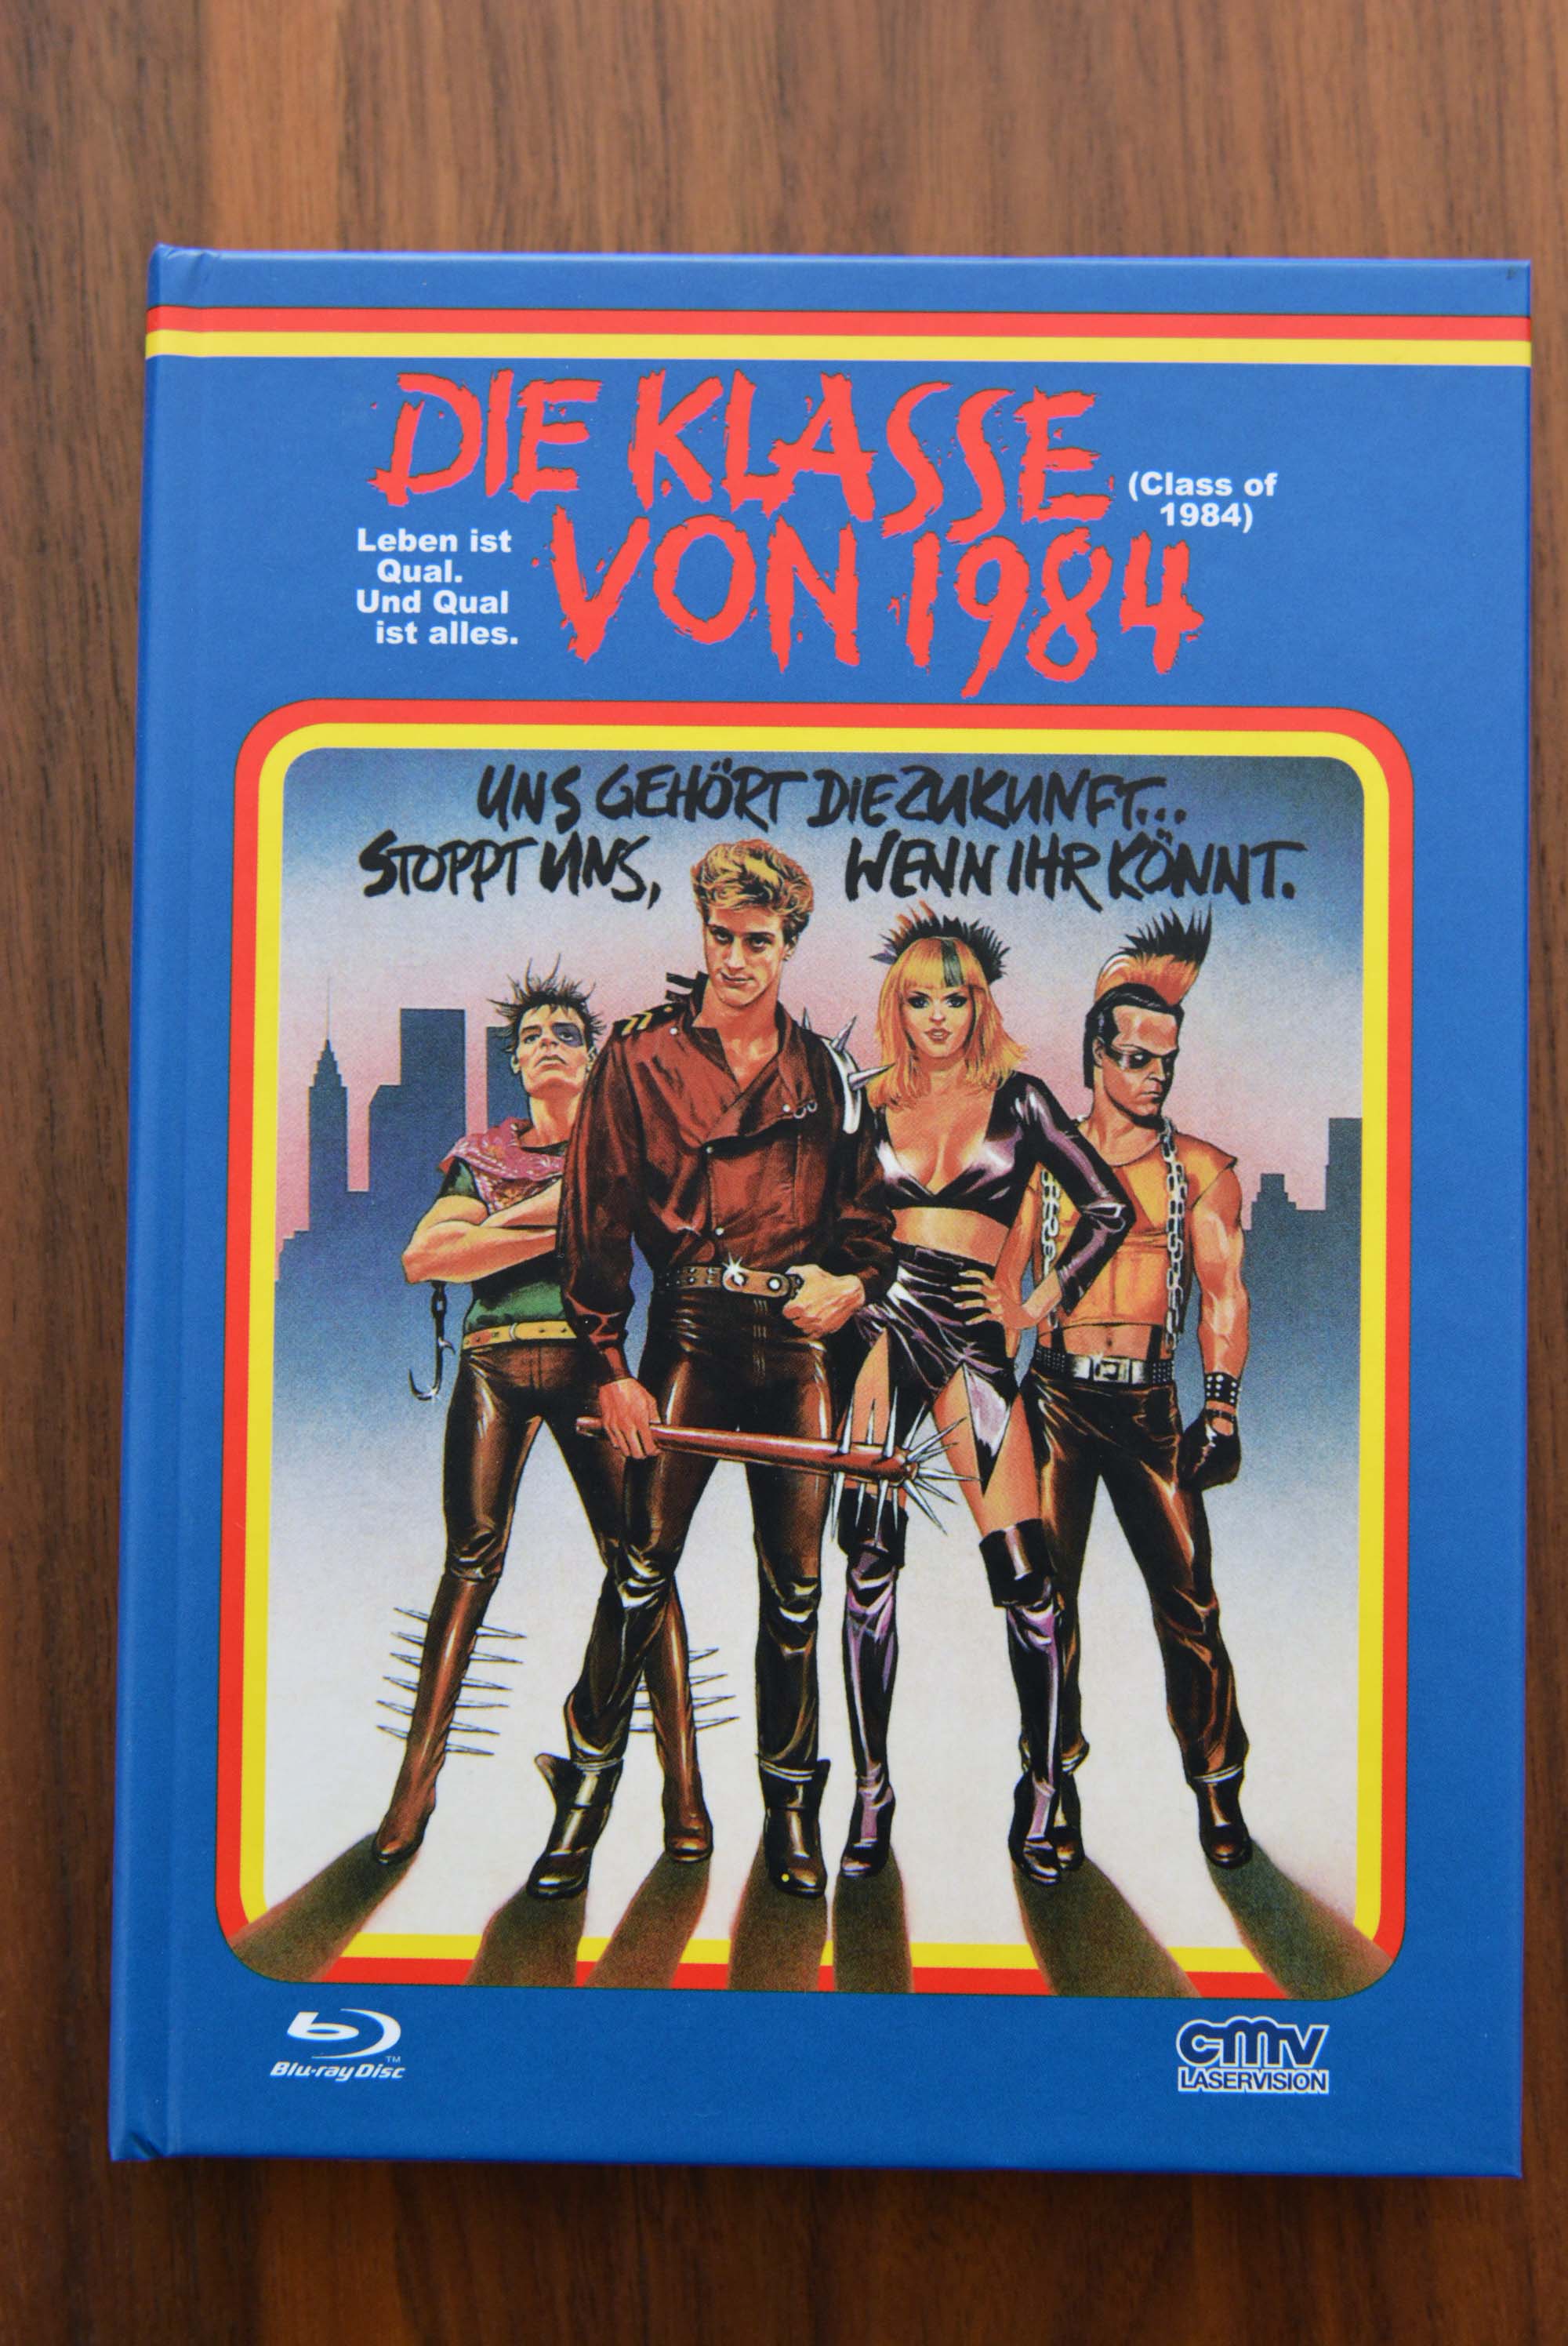 DIE KLASSE
(Class of
1984)
VON 1984
Leben ist
Qual.
Und Qual
ist alles.
UNS GEHÖRT DIE ZUKUNFT...
STOPPT UNS, WENN IHR KÖNNT.
Blu-ray Disc TM
cmv
LASERVISION